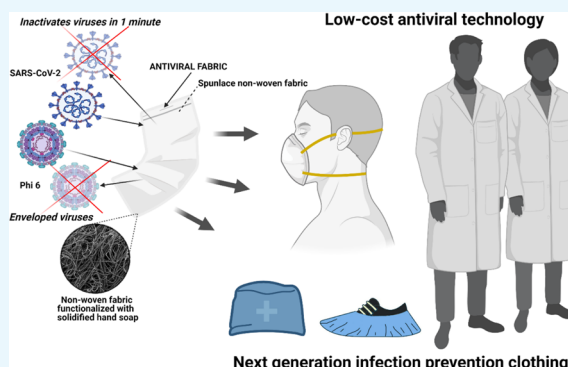 Low-cost antiviral technology
Inactivates viruses in 1 minute
SARS-CoV-2
ANTIVIRAL FABRIC
Spunlace non-woven fabric
Phi 6
Enveloped viruses
Non-woven fabric
functionalized with
solidified hand soap
Next generation infection prevention clothing